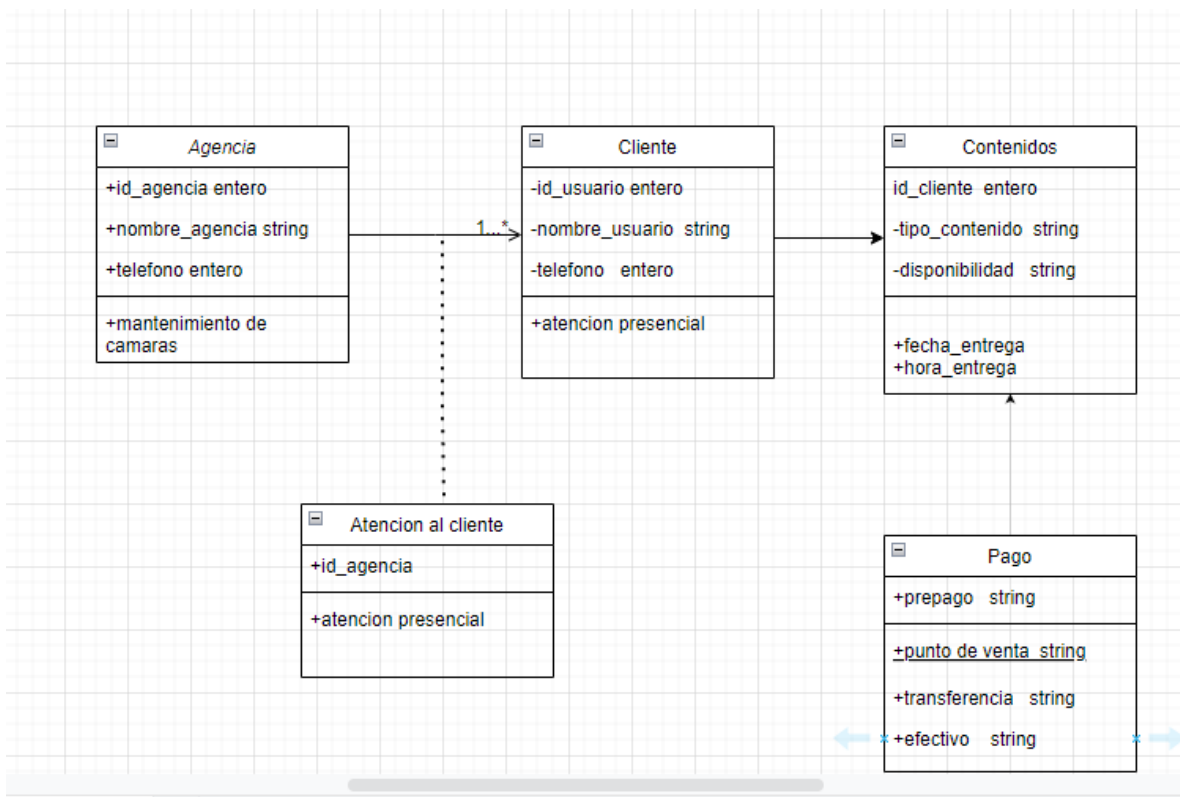 Agencia
+id_agencia entero
+nombre_agencia string
+telefono entero
+mantenimiento de
camaras
1...*
Cliente
-id_usuario entero
-nombre_usuario string
-telefono entero
+atencion presencial
Contenidos
id_cliente entero
-tipo_contenido string
-disponibilidad string
+fecha_entrega
+hora_entrega
Atencion al cliente
+id_agencia
+atencion presencial
Pago
+prepago string
+punto de venta string
+transferencia string
+efectivo string